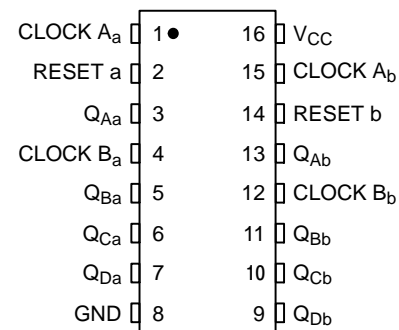 CLOCK Aa 1 16 VCC
RESET a 2 15 CLOCK Ab
QAa 3 14 RESET b
CLOCK Ba 4 13 QAb
QBa 5 12 CLOCK Bb
QCa 6 11 QBb
QDa 7 10 QCb
GND 8 9 QDb